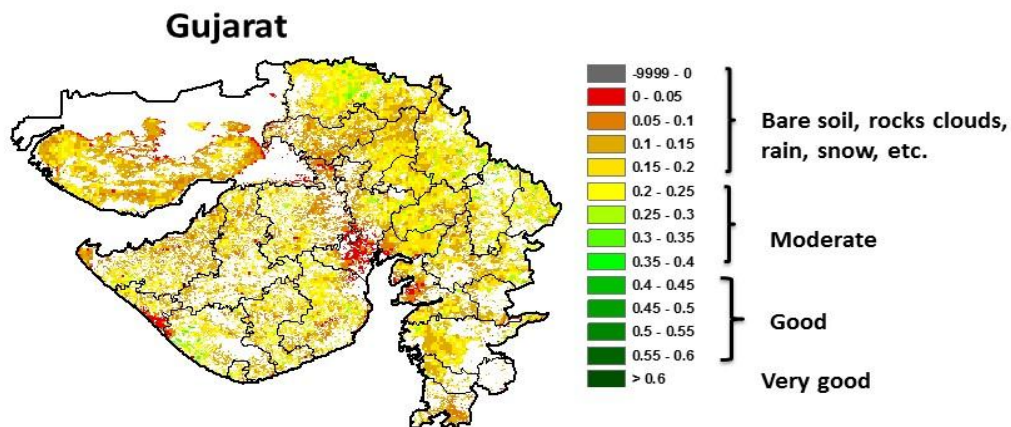 Gujarat
-9999 - 0
0 - 0.05
0.05 - 0.1
0.1 - 0.15
0.15 - 0.2
0.2 - 0.25
0.25 - 0.3
0.3 - 0.35
0.35 - 0.4
0.4 - 0.45
0.45 - 0.5
0.5 - 0.55
0.55 - 0.6
> 0.6
Bare soil, rocks clouds,
rain, snow, etc.
Moderate
Good
Very good